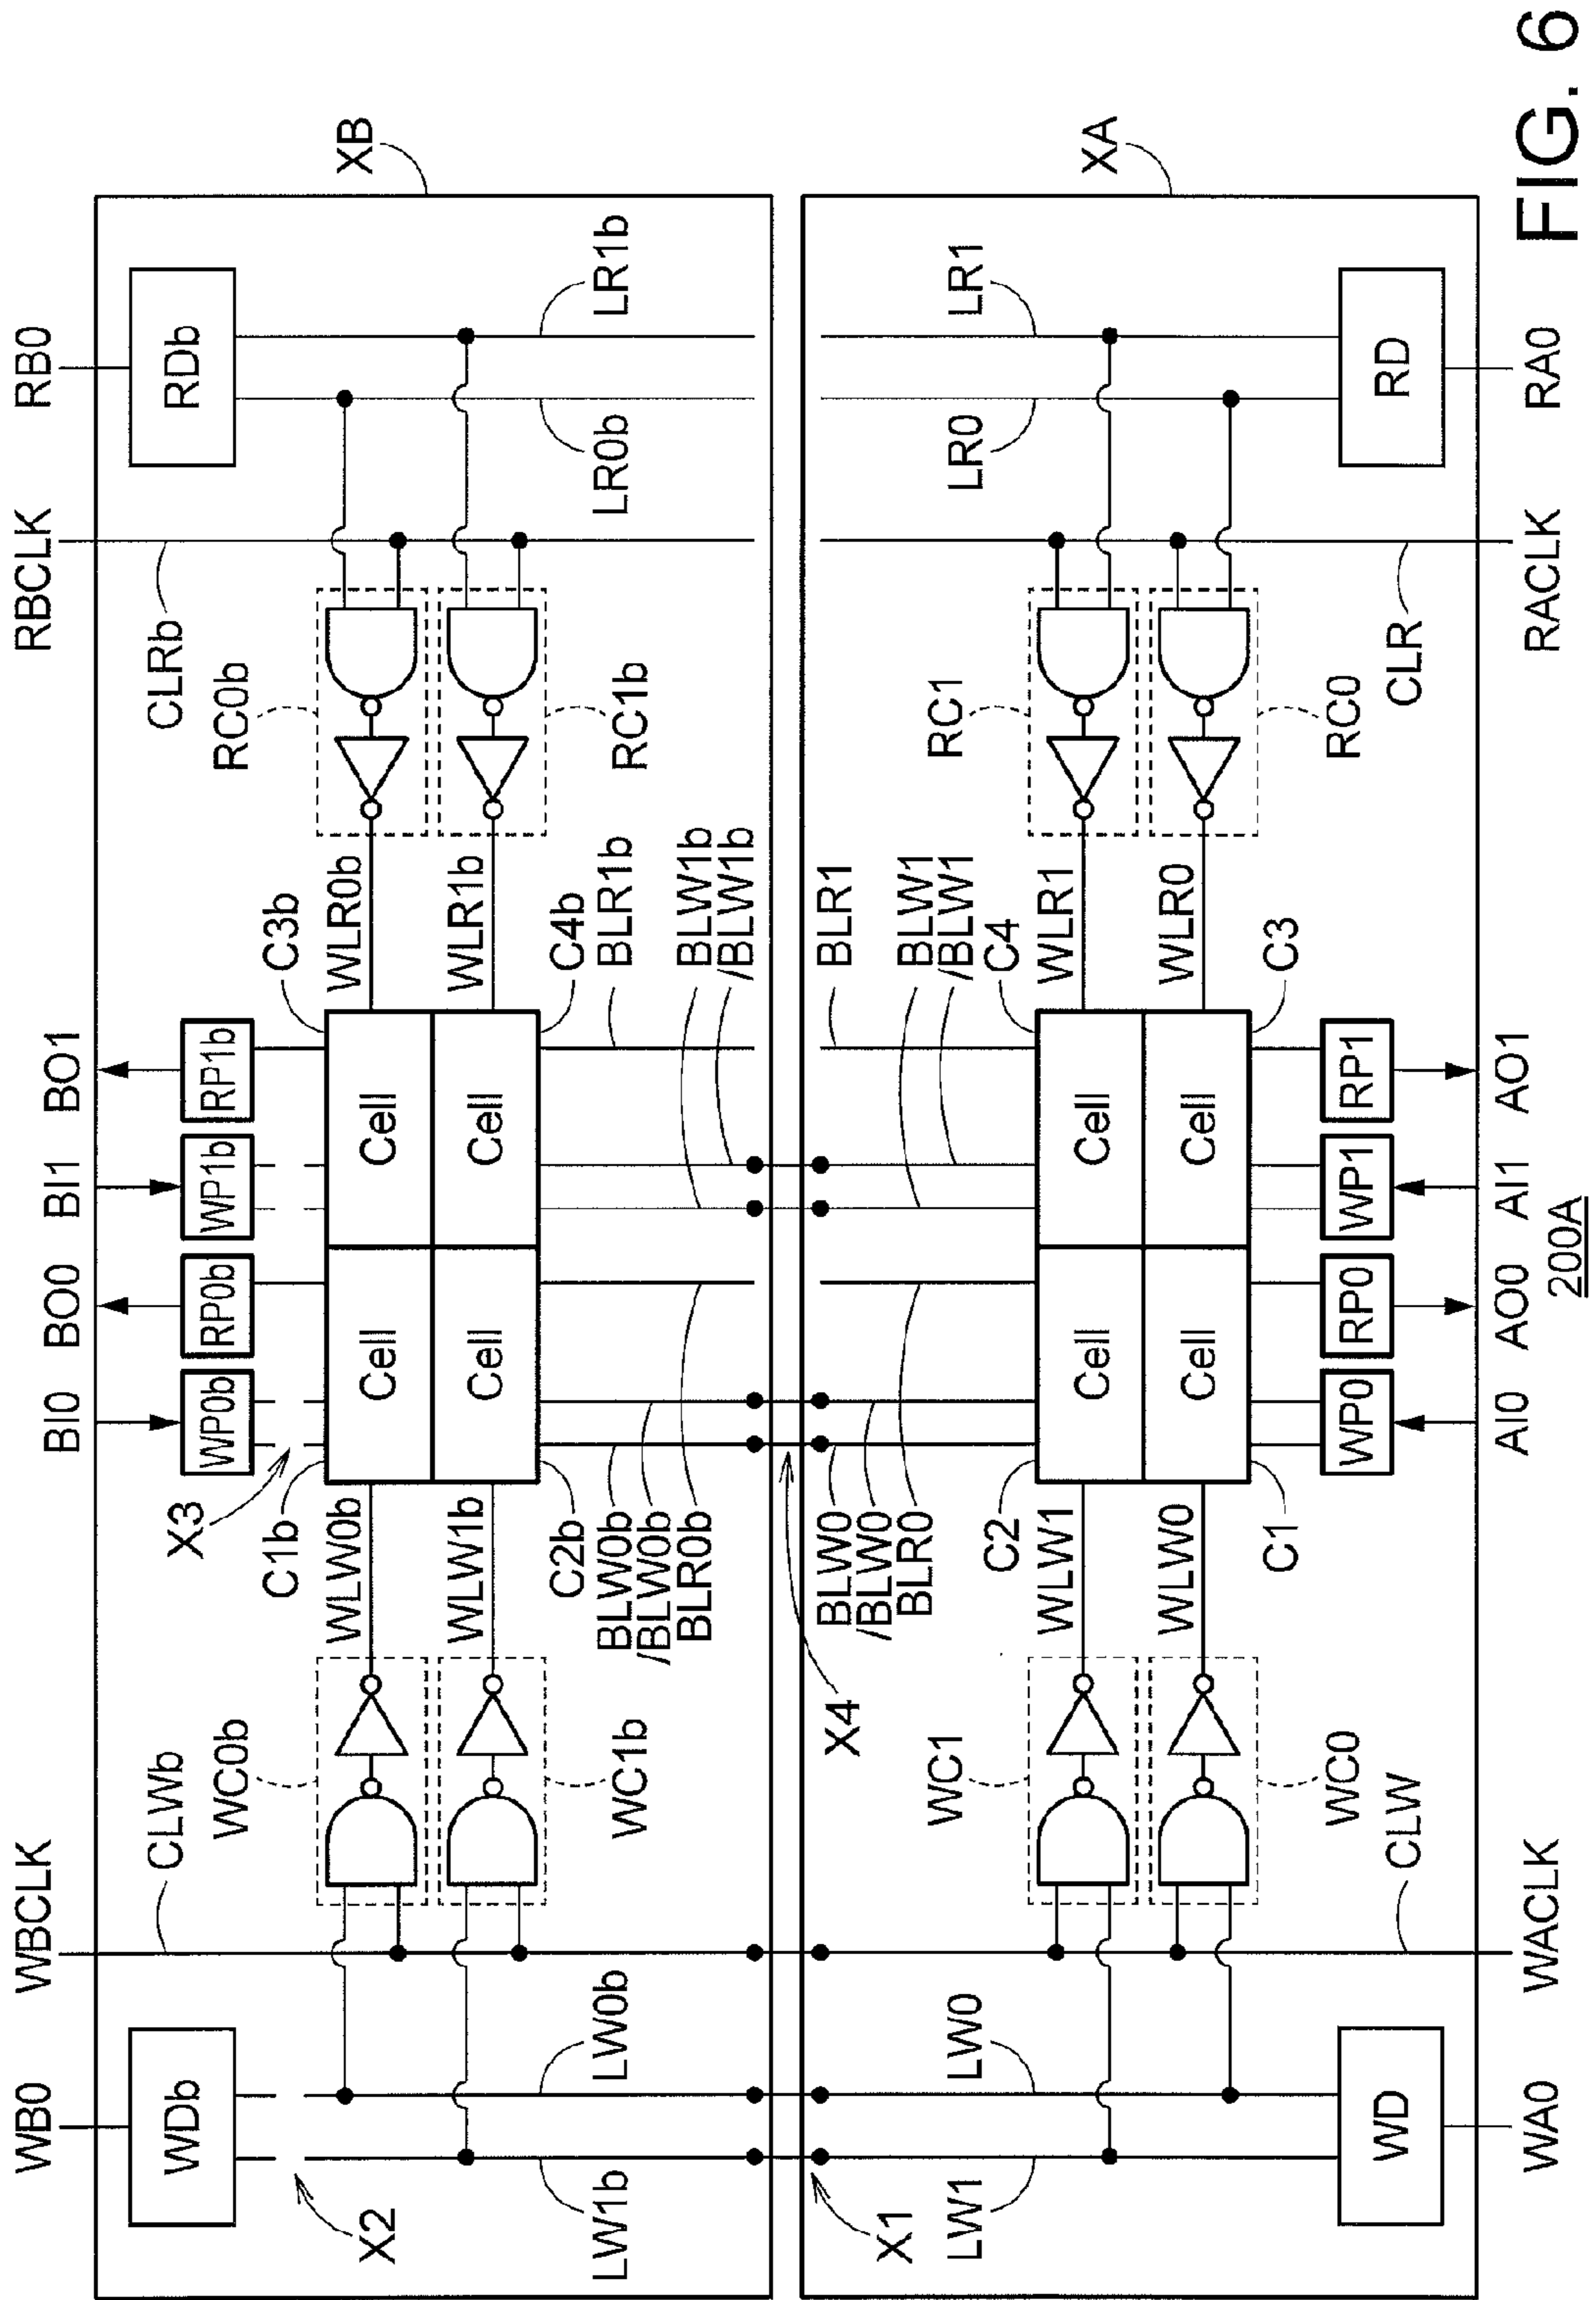 WB0
WBCLK
BI0
BO0
BI1
BO1
RBCLK
RB0
WDb
CLWb
WC0b
X3
C1b
WP0b
RP0b
WP1b
RP1b
C3b
RC0b
CLRb
RDb
XB
X2
WLW0b
Cell
Cell
WLR0b
WLW1b
Cell
Cell
WLR1b
LW1b
LW0b
WC1b
C2b
BLW0b
/BLW0b
BLR0b
C4b
BLR1b
BLW1b
/BLW1b
RC1b
LR0b
LR1b
X1
X4
BLW0
/BLW0
BLR0
BLR1
BLW1
/BLW1
LW1
LW0
WC1
C2
C4
RC1
LR0
LR1
XA
WLW1
Cell
Cell
WLR1
WLW0
Cell
Cell
WLR0
WC0
C1
C3
RC0
WD
CLW
WP0
RP0
WP1
RP1
CLR
RD
WA0
WACLK
AI0
AO0
AI1
AO1
RACLK
RA0
200A
FIG. 6